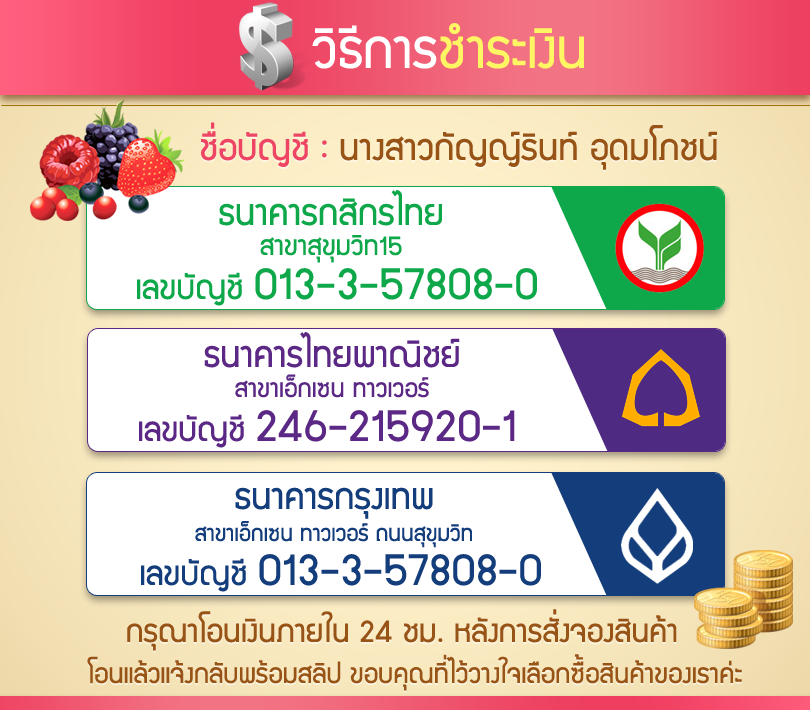 วิธีการชำระเงิน
ชื่อบัญชี : นางสาวกัญญ์รินท์ อุดมโภชน์
ธนาคารกสิกรไทย
สาขาสุขุมวิท15
เลขบัญชี 013-3-57808-0
ธนาคารไทยพาณิชย์
สาขาเอ็กเซน ทาวเวอร์
เลขบัญชี 246-215920-1
ธนาคารกรุงเทพ
สาขาเอ็กเซน ทาวเวอร์ ถนนสุขุมวิท
เลขบัญชี 013-3-57808-0
กรุณาโอนเงินภายใน 24 ชม. หลังการสั่งจองสินค้า
โอนแล้วแจ้งกลับพร้อมสลิป ขอบคุณที่ไว้วางใจเลือกซื้อสินค้าของเราค่ะ